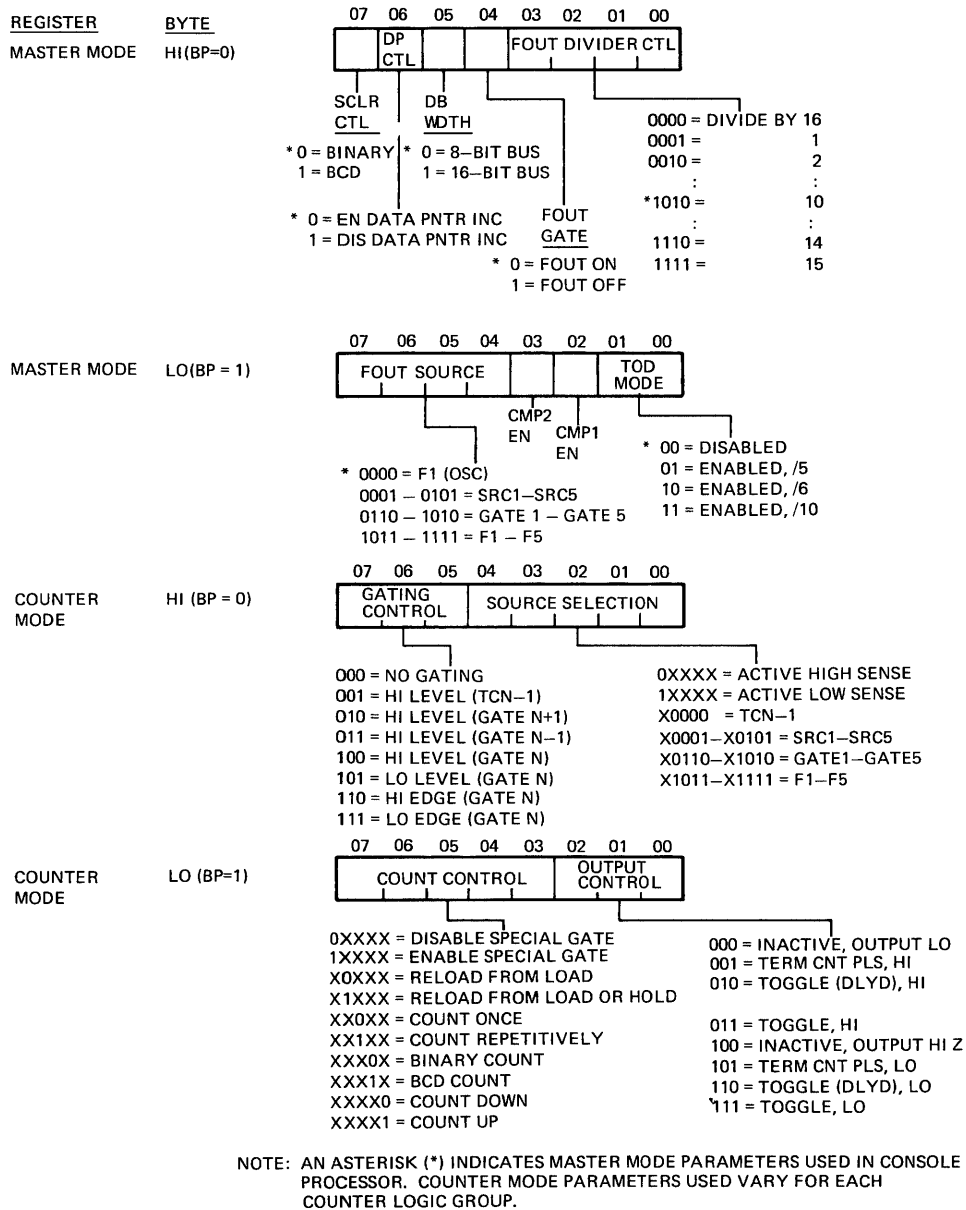 REGISTER BYTE 07 06 05 04 03 02 01 00
MASTER MODE HI(BP=0) DP CTL FOUT DIVIDER CTL
SCLR CTL
* 0 = BINARY
1 = BCD
DB WDTH
* 0 = 8–BIT BUS
1 = 16–BIT BUS
* 0 = EN DATA PNTR INC
1 = DIS DATA PNTR INC
FOUT GATE
* 0 = FOUT ON
1 = FOUT OFF
0000 = DIVIDE BY 16
0001 = 1
0010 = 2
: :
*1010 = 10
: :
1110 = 14
1111 = 15
07 06 05 04 03 02 01 00
MASTER MODE LO(BP = 1) FOUT SOURCE TOD MODE
CMP2 EN
CMP1 EN
* 0000 = F1 (OSC)
0001 – 0101 = SRC1–SRC5
0110 – 1010 = GATE 1 – GATE 5
1011 – 1111 = F1 – F5
* 00 = DISABLED
01 = ENABLED, /5
10 = ENABLED, /6
11 = ENABLED, /10
07 06 05 04 03 02 01 00
COUNTER MODE HI (BP = 0) GATING CONTROL SOURCE SELECTION
000 = NO GATING
001 = HI LEVEL (TCN–1)
010 = HI LEVEL (GATE N+1)
011 = HI LEVEL (GATE N–1)
100 = HI LEVEL (GATE N)
101 = LO LEVEL (GATE N)
110 = HI EDGE (GATE N)
111 = LO EDGE (GATE N)
0XXXX = ACTIVE HIGH SENSE
1XXXX = ACTIVE LOW SENSE
X0000 = TCN–1
X0001–X0101 = SRC1–SRC5
X0110–X1010 = GATE1–GATE5
X1011–X1111 = F1–F5
07 06 05 04 03 02 01 00
COUNTER MODE LO (BP=1) COUNT CONTROL OUTPUT CONTROL
0XXXX = DISABLE SPECIAL GATE
1XXXX = ENABLE SPECIAL GATE
X0XXX = RELOAD FROM LOAD
X1XXX = RELOAD FROM LOAD OR HOLD
XX0XX = COUNT ONCE
XX1XX = COUNT REPETITIVELY
XXX0X = BINARY COUNT
XXX1X = BCD COUNT
XXXX0 = COUNT DOWN
XXXX1 = COUNT UP
000 = INACTIVE, OUTPUT LO
001 = TERM CNT PLS, HI
010 = TOGGLE (DLYD), HI
011 = TOGGLE, HI
100 = INACTIVE, OUTPUT HI Z
101 = TERM CNT PLS, LO
110 = TOGGLE (DLYD), LO
111 = TOGGLE, LO
NOTE: AN ASTERISK (*) INDICATES MASTER MODE PARAMETERS USED IN CONSOLE
PROCESSOR. COUNTER MODE PARAMETERS USED VARY FOR EACH
COUNTER LOGIC GROUP.